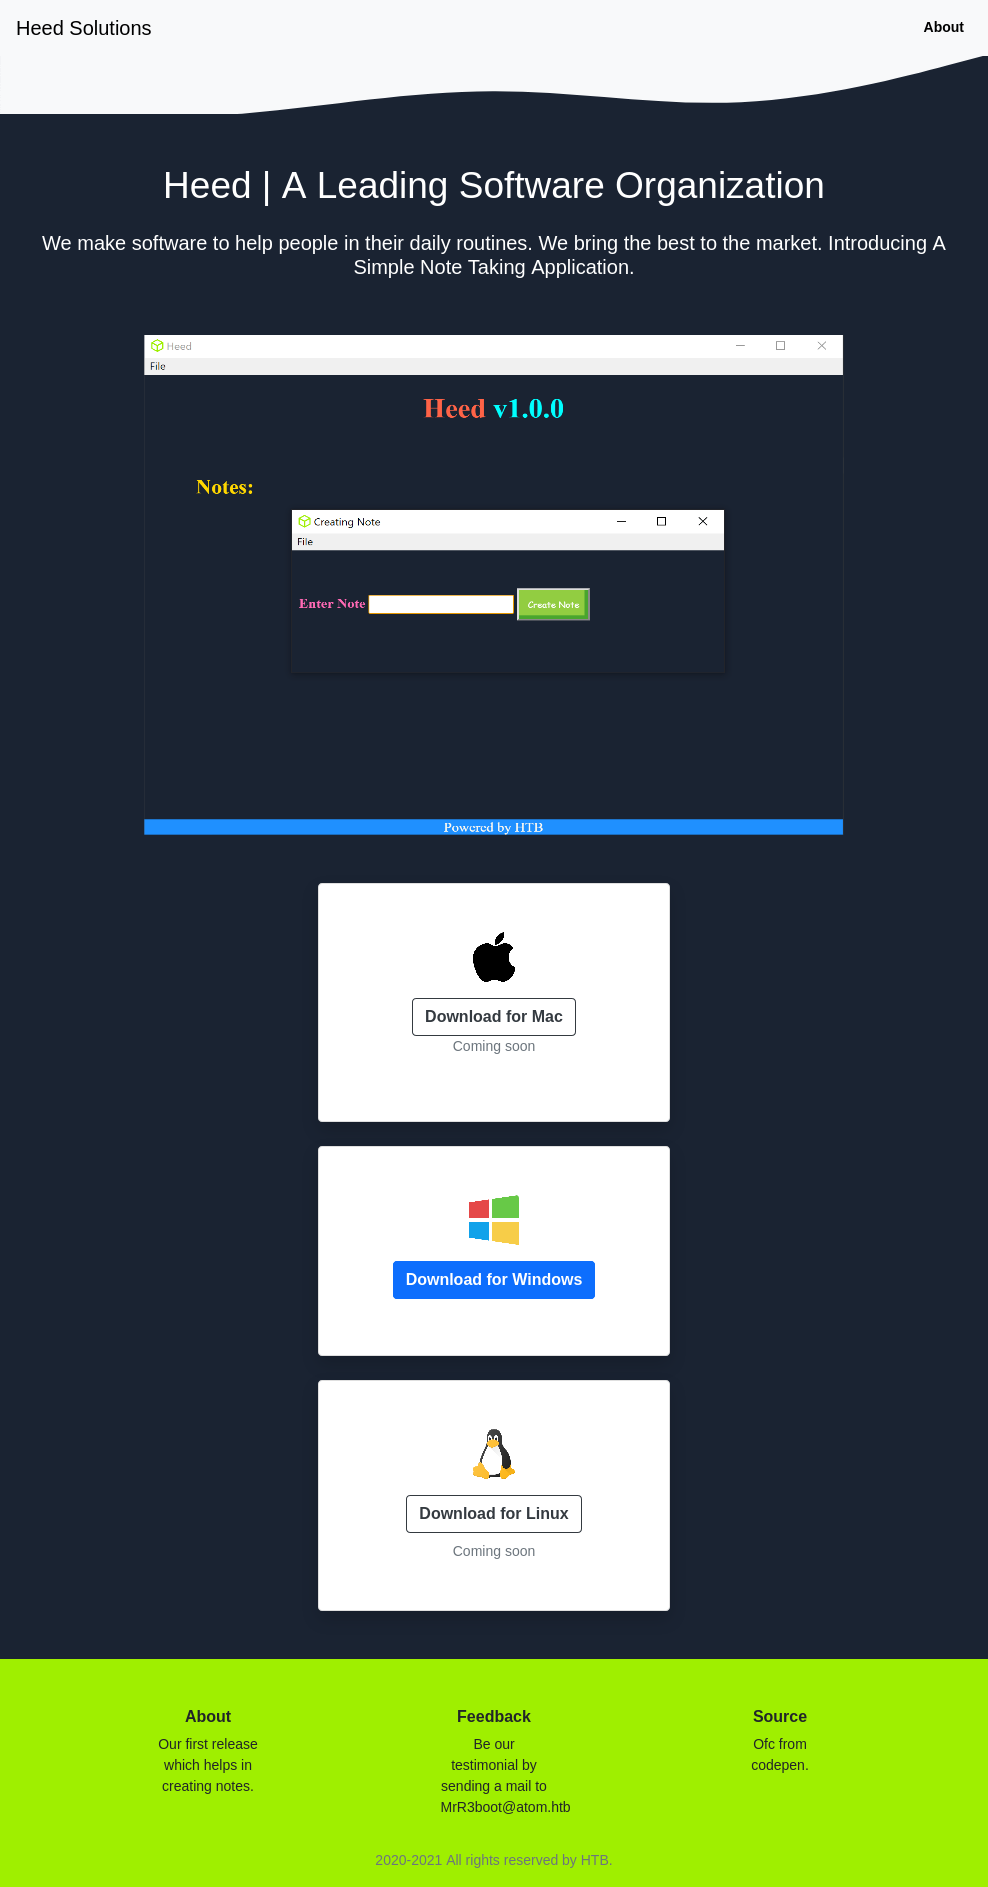 Heed Solutions
About
Heed | A Leading Software Organization
We make software to help people in their daily routines. We bring the best to the market. Introducing A
Simple Note Taking Application.
Heed
File
Heed v1.0.0
Notes:
Creating Note
File
Enter Note
Create Note
Powered by HTB
Download for Mac
Coming soon
Download for Windows
Download for Linux
Coming soon
About
Our first release
which helps in
creating notes.
Feedback
Be our
testimonial by
sending a mail to
MrR3boot@atom.htb
Source
Ofc from
codepen.
2020-2021 All rights reserved by HTB.